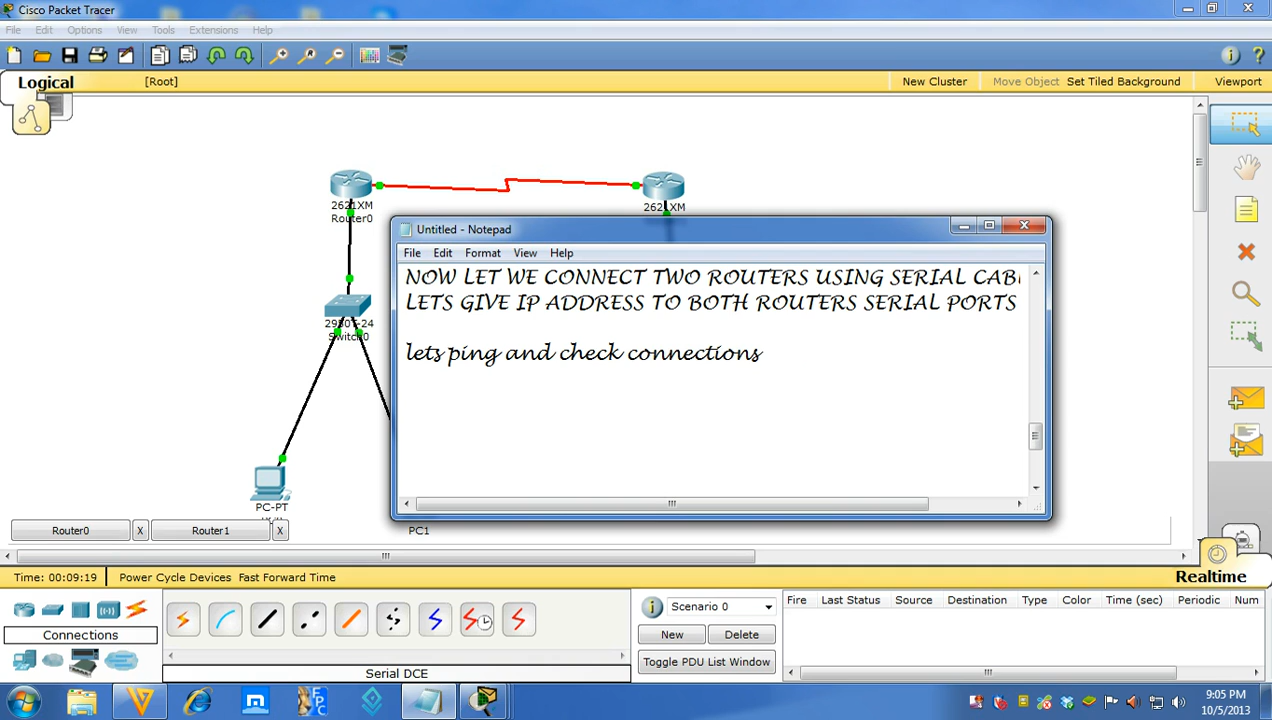 Cisco Packet Tracer
File Edit Options View Tools Extensions Help
Logical [Root] New Cluster Move Object Set Tiled Background Viewport
2621XM
Router0
2621XM
Untitled - Notepad
File Edit Format View Help
NOW LET WE CONNECT TWO ROUTERS USING SERIAL CABL
LETS GIVE IP ADDRESS TO BOTH ROUTERS SERIAL PORTS
lets ping and check connections
2950T-24
Switch0
PC-PT
Router0 X Router1 X PC1
Time: 00:09:19 Power Cycle Devices Fast Forward Time Realtime
Scenario 0
Fire Last Status Source Destination Type Color Time (sec) Periodic Num
Connections
New Delete
Toggle PDU List Window
Serial DCE
9:05 PM
10/5/2013